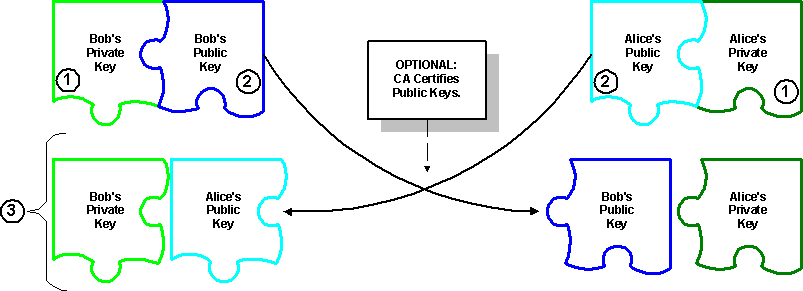 Bob's
Private
Key
1
Bob's
Public
Key
2
OPTIONAL:
CA Certifies
Public Keys.
Alice's
Public
Key
2
Alice's
Private
Key
1
3
Bob's
Private
Key
Alice's
Public
Key
Bob's
Public
Key
Alice's
Private
Key